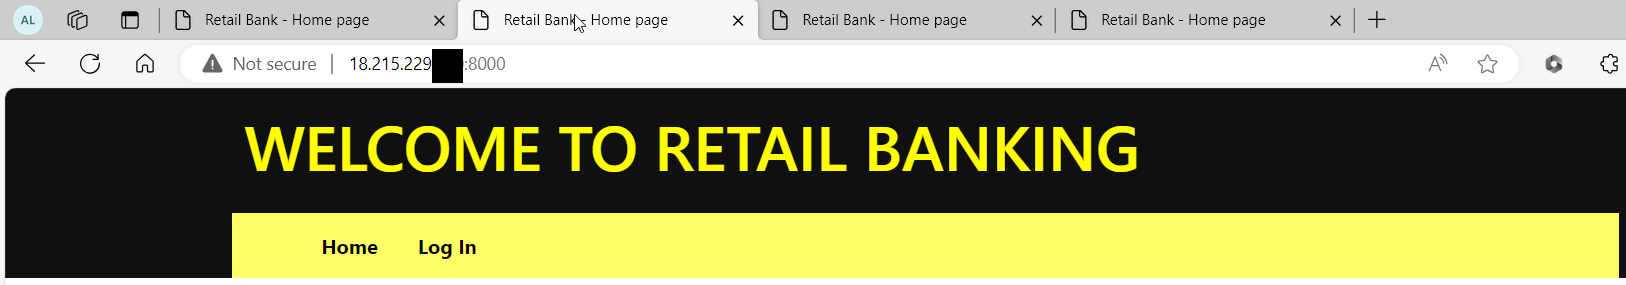 AL Retail Bank - Home page Retail Bank - Home page Retail Bank - Home page Retail Bank - Home page
Not secure 18.215.229 :8000
WELCOME TO RETAIL BANKING
Home Log In